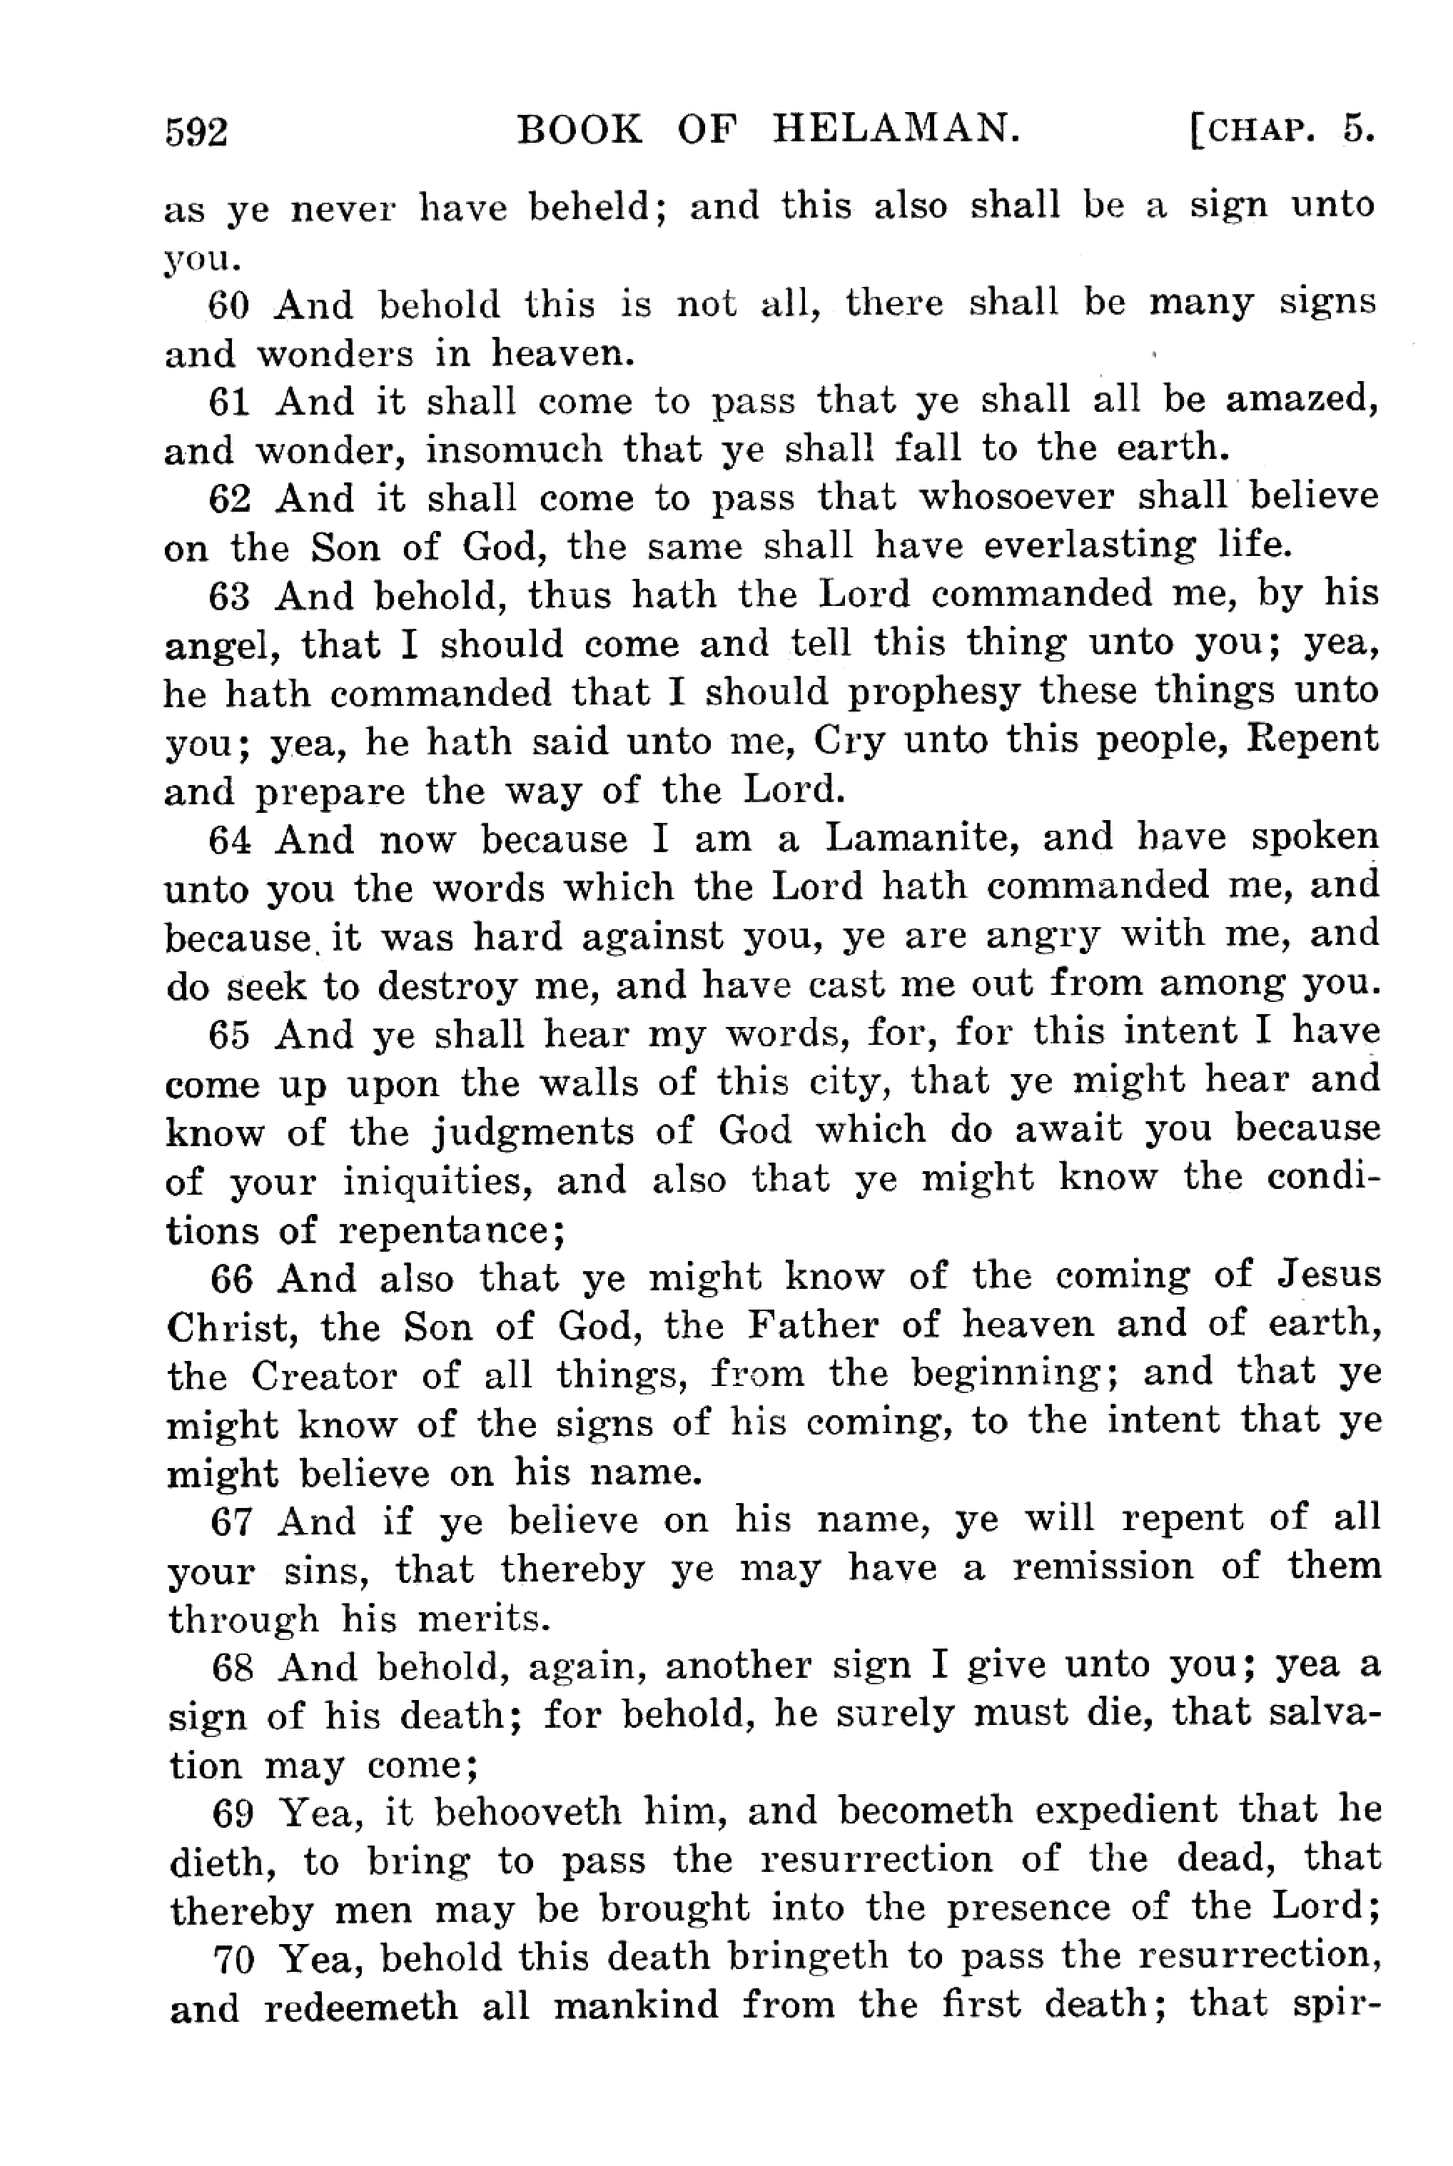 592 BOOK OF HELAMAN. [CHAP. 5.
as ye never have beheld; and this also shall be a sign unto
you.
60 And behold this is not all, there shall be many signs
and wonders in heaven.
61 And it shall come to pass that ye shall all be amazed,
and wonder, insomuch that ye shall fall to the earth.
62 And it shall come to pass that whosoever shall believe
on the Son of God, the same shall have everlasting life.
63 And behold, thus hath the Lord commanded me, by his
angel, that I should come and tell this thing unto you; yea,
he hath commanded that I should prophesy these things unto
you; yea, he hath said unto me, Cry unto this people, Repent
and prepare the way of the Lord.
64 And now because I am a Lamanite, and have spoken
unto you the words which the Lord hath commanded me, and
because it was hard against you, ye are angry with me, and
do seek to destroy me, and have cast me out from among you.
65 And ye shall hear my words, for, for this intent I have
come up upon the walls of this city, that ye might hear and
know of the judgments of God which do await you because
of your iniquities, and also that ye might know the condi-
tions of repentance;
66 And also that ye might know of the coming of Jesus
Christ, the Son of God, the Father of heaven and of earth,
the Creator of all things, from the beginning; and that ye
might know of the signs of his coming, to the intent that ye
might believe on his name.
67 And if ye believe on his name, ye will repent of all
your sins, that thereby ye may have a remission of them
through his merits.
68 And behold, again, another sign I give unto you; yea a
sign of his death; for behold, he surely must die, that salva-
tion may come;
69 Yea, it behooveth him, and becometh expedient that he
dieth, to bring to pass the resurrection of the dead, that
thereby men may be brought into the presence of the Lord;
70 Yea, behold this death bringeth to pass the resurrection,
and redeemeth all mankind from the first death; that spir-